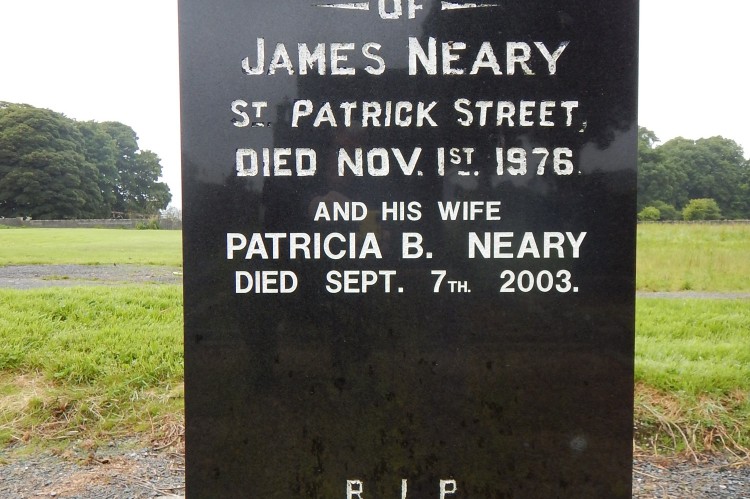 OF
JAMES NEARY
ST. PATRICK STREET,
DIED NOV. 1ST. 1976.
AND HIS WIFE
PATRICIA B. NEARY
DIED SEPT. 7TH. 2003.
R I P